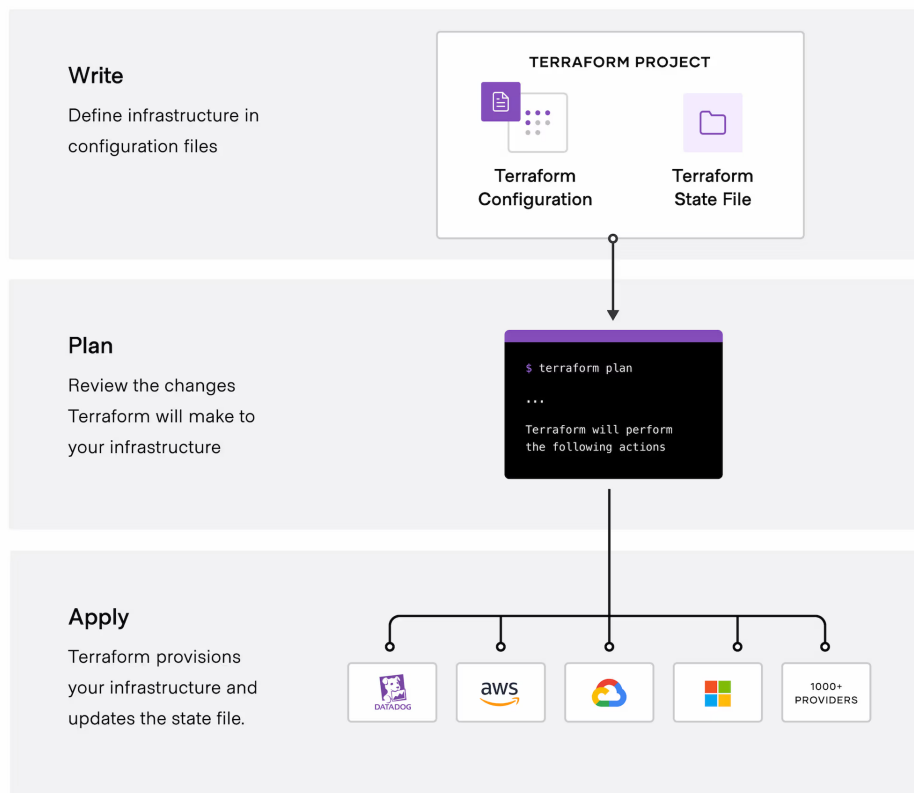 Write
Define infrastructure in
configuration files
TERRAFORM PROJECT
Terraform
Configuration
Terraform
State File
Plan
Review the changes
Terraform will make to
your infrastructure
$ terraform plan
...
Terraform will perform
the following actions
Apply
Terraform provisions
your infrastructure and
updates the state file.
DATADOG
aws
1000+
PROVIDERS